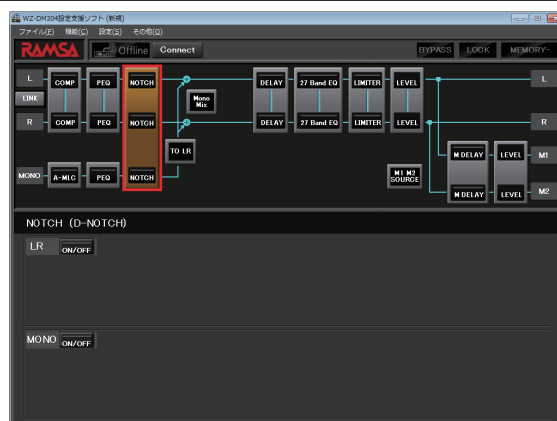 WZ-DM304設定支援ソフト (新規)
ファイル(F) 機能(C) 設定(S) その他(O)
RAMSA Offline Connect BYPASS LOCK MEMORY-
L COMP PEQ NOTCH DELAY 27 Band EQ LIMITER LEVEL L
LINK Mono Mix
R COMP PEQ NOTCH DELAY 27 Band EQ LIMITER LEVEL R
TO LR M DELAY LEVEL M1
MONO A-MLC PEQ NOTCH M1 M2 SOURCE
M DELAY LEVEL M2
NOTCH (D-NOTCH)
LR ON/OFF
MONO ON/OFF